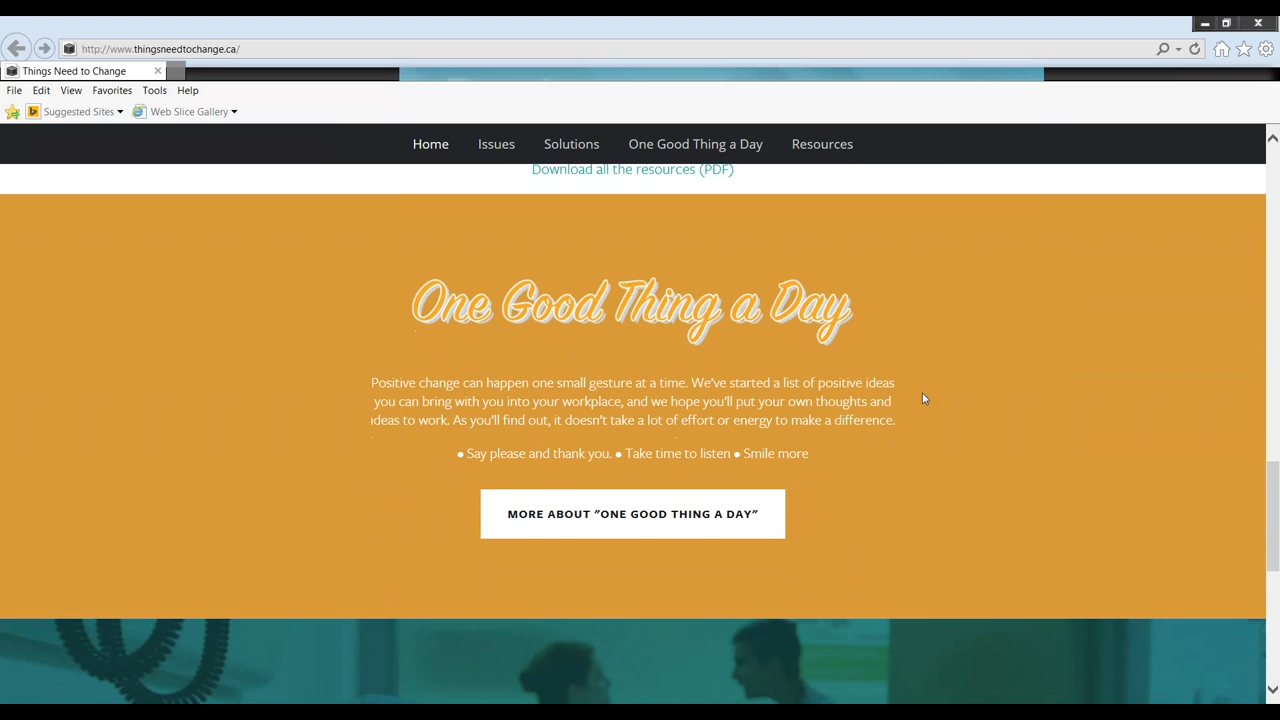 http://www.thingsneedtochange.ca/
Things Need to Change
File Edit View Favorites Tools Help
Suggested Sites Web Slice Gallery
Home Issues Solutions One Good Thing a Day Resources
Download all the resources (PDF)
One Good Thing a Day
Positive change can happen one small gesture at a time. We've started a list of positive ideas
you can bring with you into your workplace, and we hope you'll put your own thoughts and
ideas to work. As you'll find out, it doesn't take a lot of effort or energy to make a difference.
● Say please and thank you. ● Take time to listen ● Smile more
MORE ABOUT "ONE GOOD THING A DAY"